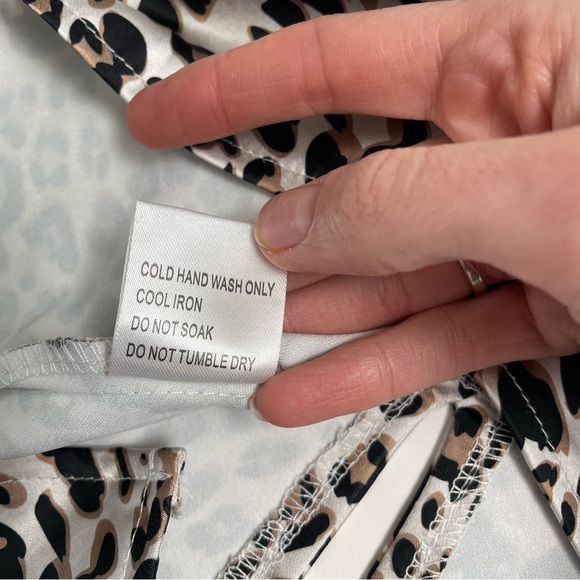 COLD HAND WASH ONLY
COOL IRON
DO NOT SOAK
DO NOT TUMBLE DRY